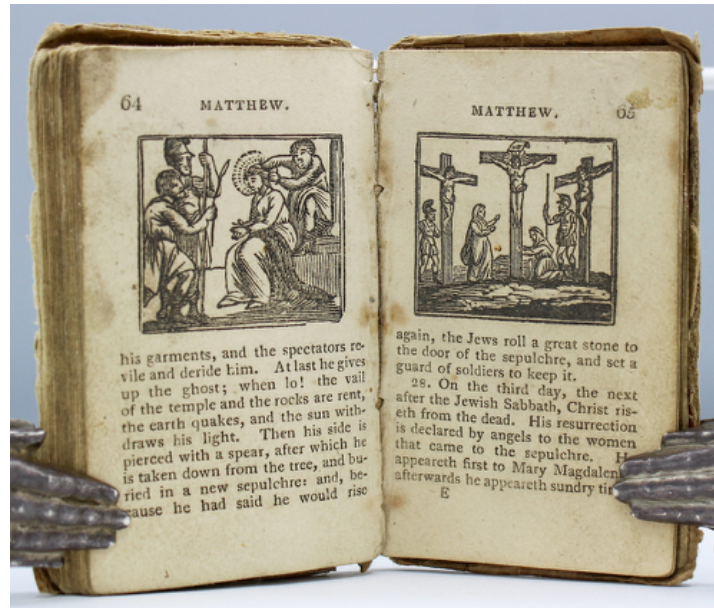 64 MATTHEW.
his garments, and the spectators re-
vile and deride him. At last he gives
up the ghost; when lo! the vail
of the temple and the rocks are rent,
the earth quakes, and the sun with-
draws his light. Then his side is
pierced with a spear, after which he
is taken down from the tree, and bu-
ried in a new sepulchre: and, be-
cause he had said he would rise
MATTHEW. 65
again, the Jews roll a great stone to
the door of the sepulchre, and set a
guard of soldiers to keep it.
28. On the third day, the next
after the Jewish Sabbath, Christ ris-
eth from the dead. His resurrection
is declared by angels to the women
that came to the sepulchre.
appeareth first to Mary
afterwards he appeareth sundry
E